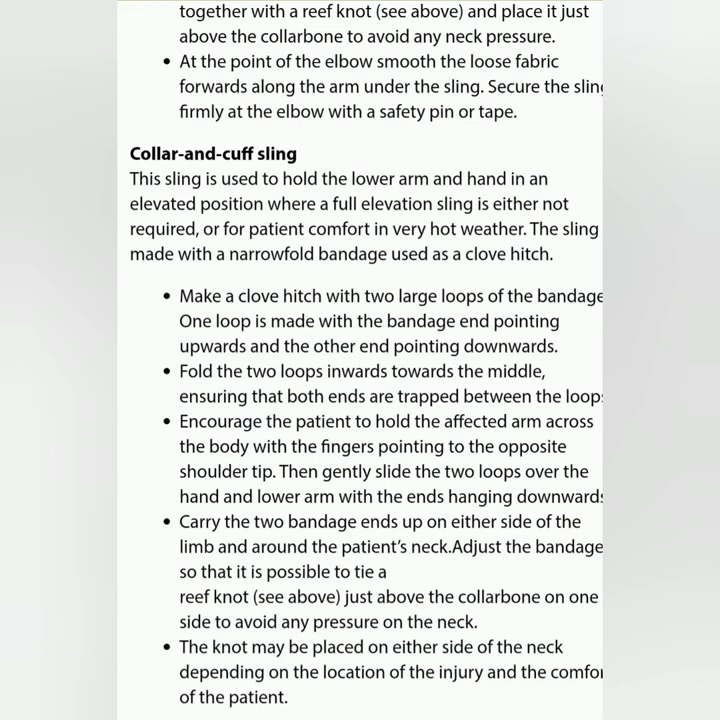 together with a reef knot (see above) and place it just
above the collarbone to avoid any neck pressure.
• At the point of the elbow smooth the loose fabric
forwards along the arm under the sling. Secure the sling
firmly at the elbow with a safety pin or tape.
Collar-and-cuff sling
This sling is used to hold the lower arm and hand in an
elevated position where a full elevation sling is either not
required, or for patient comfort in very hot weather. The sling
made with a narrowfold bandage used as a clove hitch.
• Make a clove hitch with two large loops of the bandage
One loop is made with the bandage end pointing
upwards and the other end pointing downwards.
• Fold the two loops inwards towards the middle,
ensuring that both ends are trapped between the loops
• Encourage the patient to hold the affected arm across
the body with the fingers pointing to the opposite
shoulder tip. Then gently slide the two loops over the
hand and lower arm with the ends hanging downwards
• Carry the two bandage ends up on either side of the
limb and around the patient's neck.Adjust the bandage
so that it is possible to tie a
reef knot (see above) just above the collarbone on one
side to avoid any pressure on the neck.
• The knot may be placed on either side of the neck
depending on the location of the injury and the comfor
of the patient.